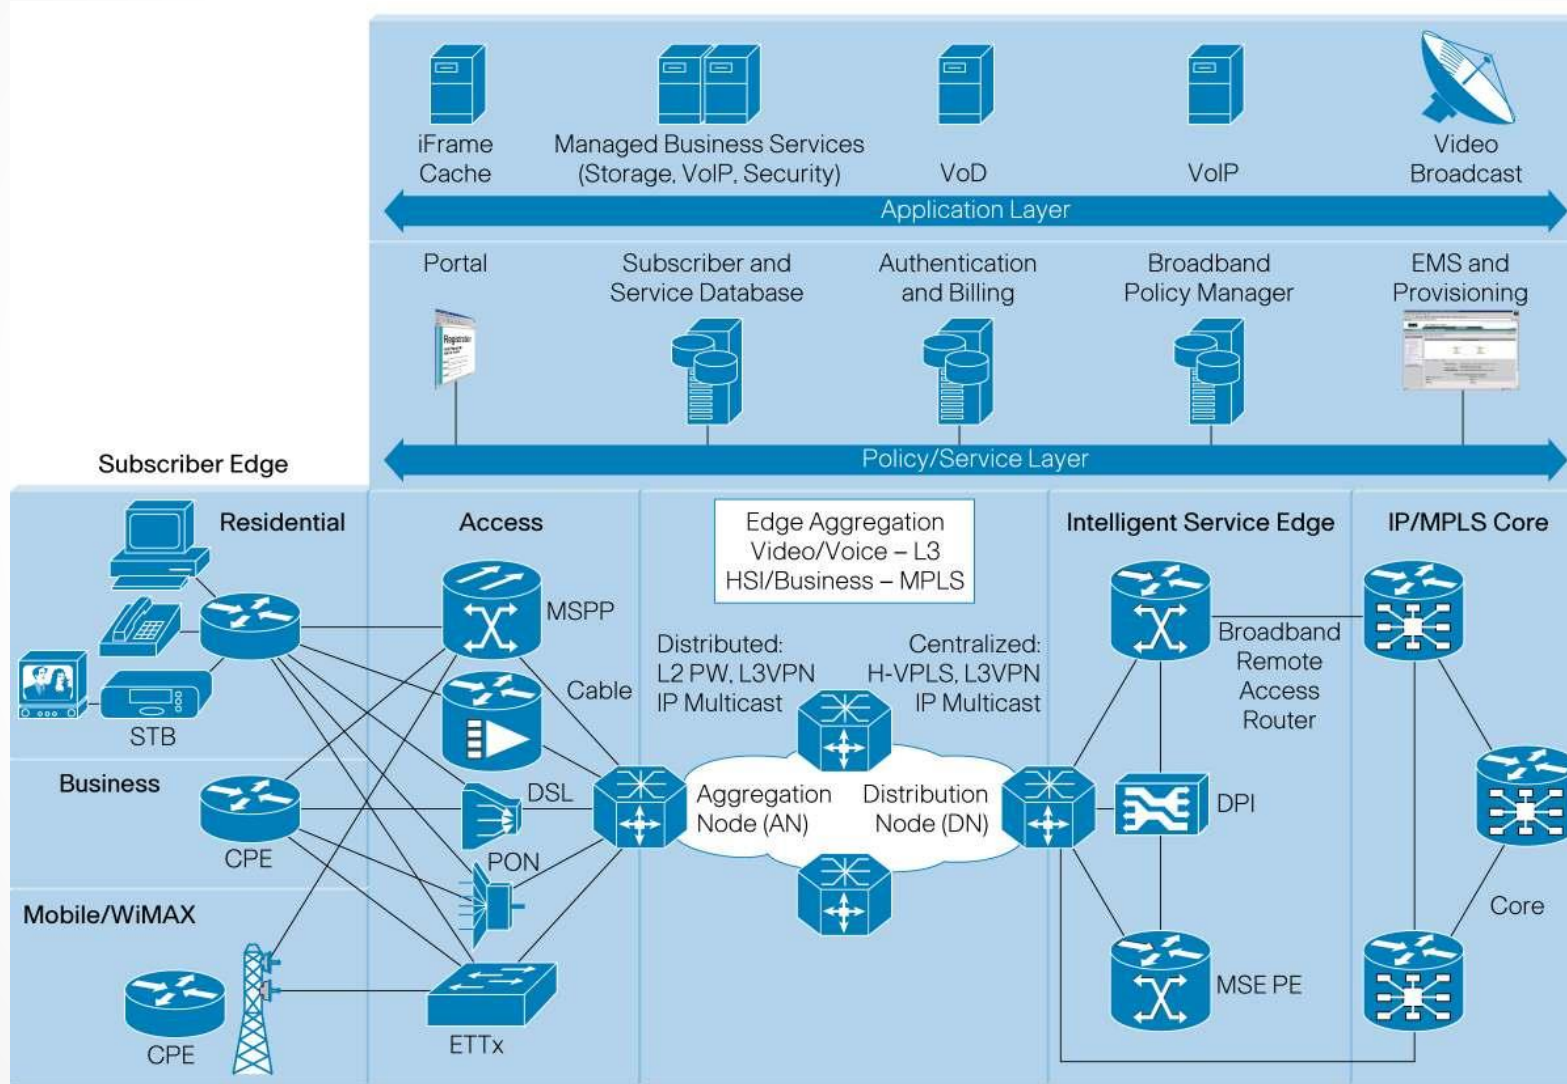 iFrame
Cache
Managed Business Services
(Storage, VoIP, Security)
VoD
VoIP
Video
Broadcast
Application Layer
Portal
Subscriber and
Service Database
Authentication
and Billing
Broadband
Policy Manager
EMS and
Provisioning
Registration
Policy/Service Layer
Subscriber Edge
Residential
STB
Business
CPE
Mobile/WiMAX
CPE
Access
MSPP
Cable
DSL
PON
ETTx
Edge Aggregation
Video/Voice – L3
HSI/Business – MPLS
Distributed:
L2 PW, L3VPN
IP Multicast
Centralized:
H-VPLS, L3VPN
IP Multicast
Aggregation
Node (AN)
Distribution
Node (DN)
Intelligent Service Edge
Broadband
Remote
Access
Router
DPI
MSE PE
IP/MPLS Core
Core